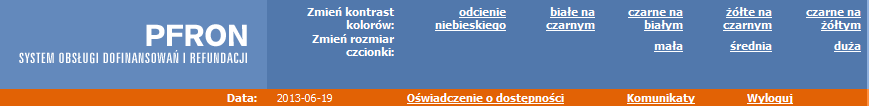 PFRON
SYSTEM OBSŁUGI DOFINANSOWAŃ I REFUNDACJI
Zmień kontrast kolorów: odcienie niebieskiego białe na czarnym czarne na białym żółte na czarnym czarne na żółtym
Zmień rozmiar czcionki: mała średnia duża
Data: 2013-06-19 Oświadczenie o dostępności Komunikaty Wyloguj